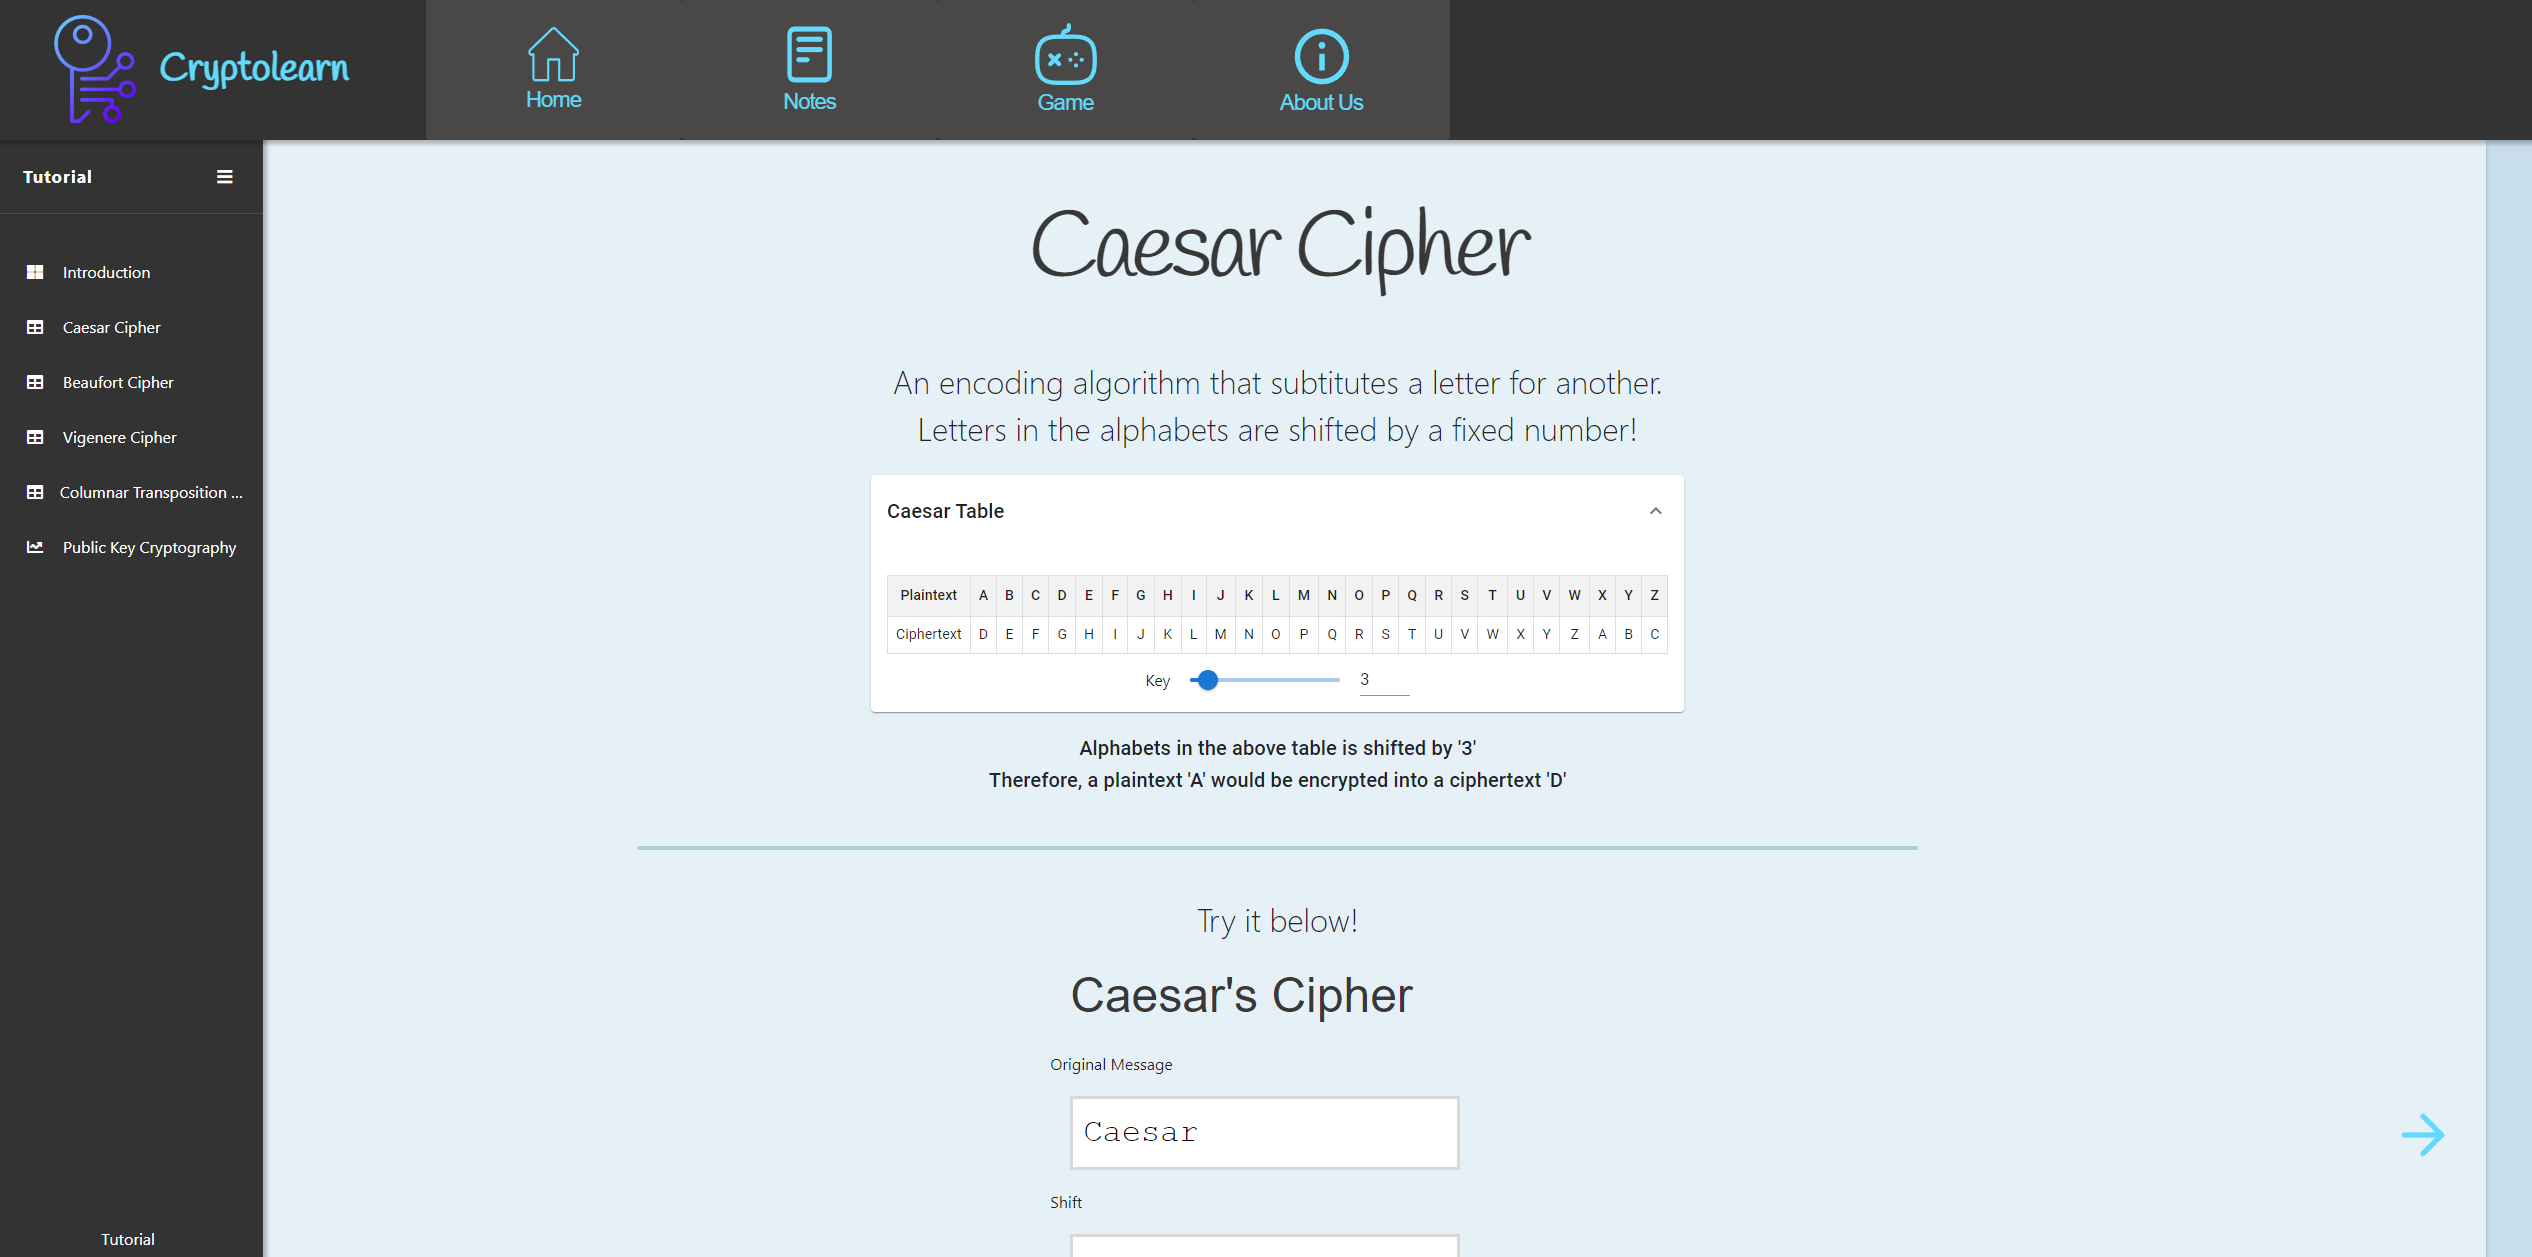 Cryptolearn
Home
Notes
Game
About Us
Tutorial
Introduction
Caesar Cipher
Beaufort Cipher
Vigenere Cipher
Columnar Transposition ...
Public Key Cryptography
Tutorial
Caesar Cipher
An encoding algorithm that subtitutes a letter for another.
Letters in the alphabets are shifted by a fixed number!
Caesar Table
Plaintext A B C D E F G H I J K L M N O P Q R S T U V W X Y Z
Ciphertext D E F G H I J K L M N O P Q R S T U V W X Y Z A B C
Key 3
Alphabets in the above table is shifted by '3'
Therefore, a plaintext 'A' would be encrypted into a ciphertext 'D'
Try it below!
Caesar's Cipher
Original Message
Caesar
Shift